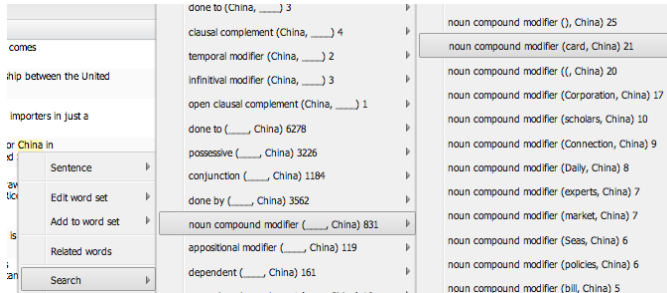 comes
ship between the United
importers in just a
or China in
Sentence
Edit word set
Add to word set
is
Related words
Search
done to (China, ____) 3
clausal complement (China, ____) 4
temporal modifier (China, ____) 2
infinitival modifier (China, ____) 3
open clausal complement (China, ____) 1
done to (____, China) 6278
possessive (____, China) 3226
conjunction (____, China) 1184
done by (____, China) 3562
noun compound modifier (____, China) 831
appositional modifier (____, China) 119
dependent (____, China) 161
noun compound modifier (), China) 25
noun compound modifier (card, China) 21
noun compound modifier ((, China) 20
noun compound modifier (Corporation, China) 17
noun compound modifier (scholars, China) 10
noun compound modifier (Connection, China) 9
noun compound modifier (Daily, China) 8
noun compound modifier (experts, China) 7
noun compound modifier (market, China) 7
noun compound modifier (Seas, China) 6
noun compound modifier (policies, China) 6
noun compound modifier (bill, China) 5